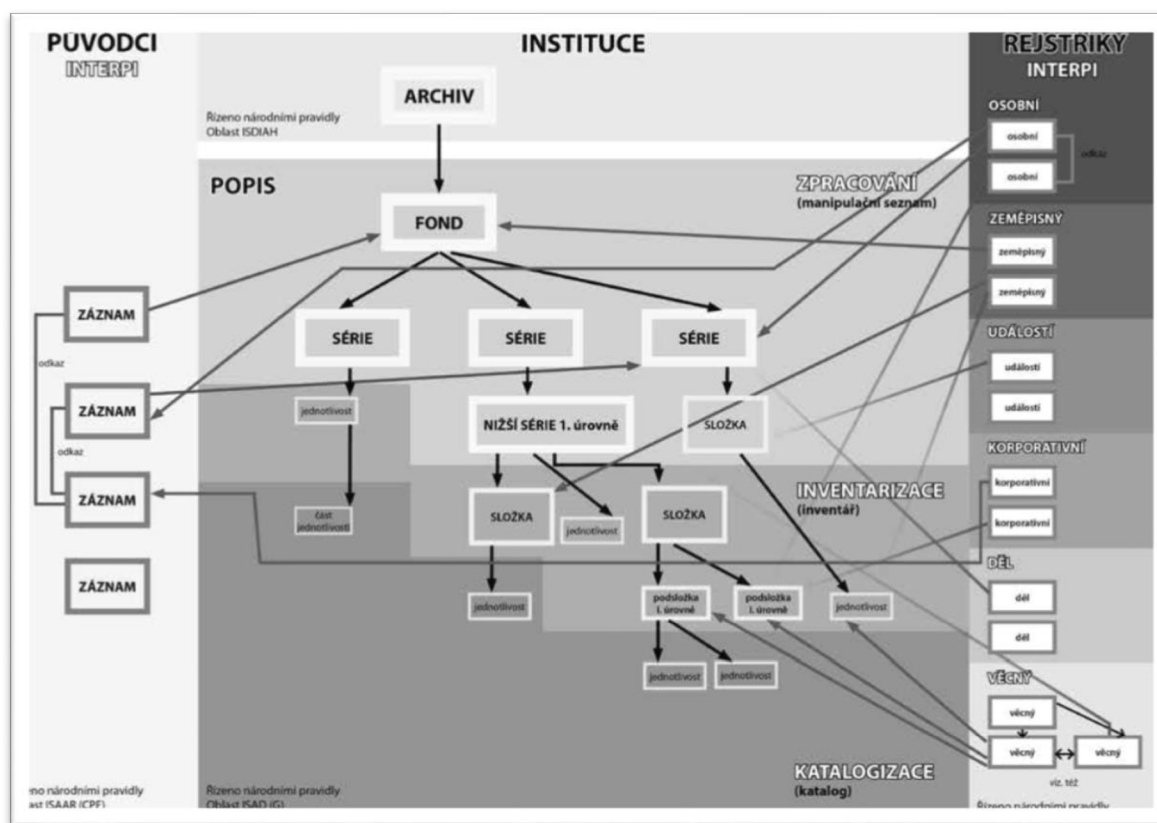 PŮVODCI
INTERPI
ZÁZNAM
odkaz
ZÁZNAM
odkaz
ZÁZNAM
ZÁZNAM
národními pravidly
ISAAR (CPF)
INSTITUCE
ARCHIV
Řízeno národními pravidly
Oblast ISDIAH
POPIS
ZPRACOVÁNÍ
(manipulační seznam)
FOND
SÉRIE
SÉRIE
SÉRIE
jednotlivost
NIŽŠÍ SÉRIE 1. úrovně
SLOŽKA
INVENTARIZACE
(inventář)
část
jednotlivosti
SLOŽKA
jednotlivost
SLOŽKA
jednotlivost
podsložka
I. úrovně
podsložka
I. úrovně
jednotlivost
jednotlivost
jednotlivost
KATALOGIZACE
(katalog)
Řízeno národními pravidly
Oblast ISAD (G)
REJSTŘÍKY
INTERPI
OSOBNÍ
osobní
odkaz
osobní
ZEMĚPISNÝ
zeměpisný
zeměpisný
UDÁLOSTÍ
událostí
událostí
KORPORATIVNÍ
korporativní
korporativní
DĚL
děl
děl
VĚCNÝ
věcný
věcný
věcný
viz. též
Řízeno národními pravidly